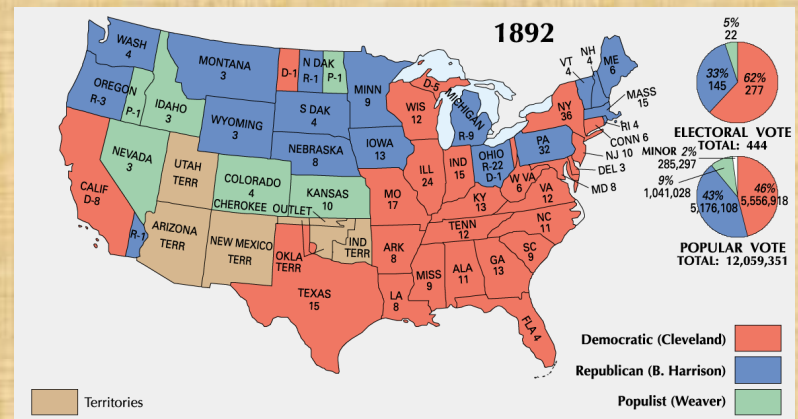 1892
WASH
4
OREGON
R-3
P-1
CALIF
D-8
R-1
NEVADA
3
IDAHO
3
MONTANA
3
WYOMING
3
UTAH
TERR
ARIZONA
TERR
COLORADO
4
NEW MEXICO
TERR
D-1
N DAK
R-1
P-1
S DAK
4
NEBRASKA
8
KANSAS
10
CHEROKEE OUTLET
OKLA
TERR
IND
TERR
TEXAS
15
MINN
9
IOWA
13
MO
17
ARK
8
LA
8
WIS
12
D-5
MICHIGAN
R-9
ILL
24
IND
15
OHIO
R-22
D-1
KY
13
TENN
12
MISS
9
ALA
11
GA
13
FLA 4
SC
9
NC
11
VA
12
W VA
6
PA
32
NY
36
VT
4
NH
4
ME
6
MASS
15
RI 4
CONN 6
NJ 10
DEL 3
MD 8
5%
22
33%
145
62%
277
ELECTORAL VOTE
TOTAL: 444
MINOR 2%
285,297
9%
1,041,028
43%
5,176,108
46%
5,556,918
POPULAR VOTE
TOTAL: 12,059,351
Democratic (Cleveland)
Republican (B. Harrison)
Populist (Weaver)
Territories